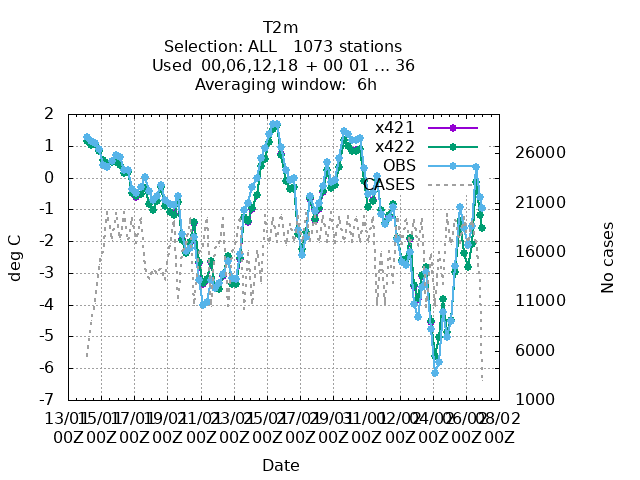 T2m
Selection: ALL 1073 stations
Used 00,06,12,18 + 00 01 ... 36
Averaging window: 6h
x421
x422
OBS
CASES
2
1
0
-1
-2
-3
-4
-5
-6
-7
26000
21000
16000
11000
6000
1000
deg C
No cases
13/01 15/01 17/01 19/01 21/01 23/01 25/01 27/01 29/01 31/01 02/02 04/02 06/02 08/02
00Z 00Z 00Z 00Z 00Z 00Z 00Z 00Z 00Z 00Z 00Z 00Z 00Z 00Z
Date